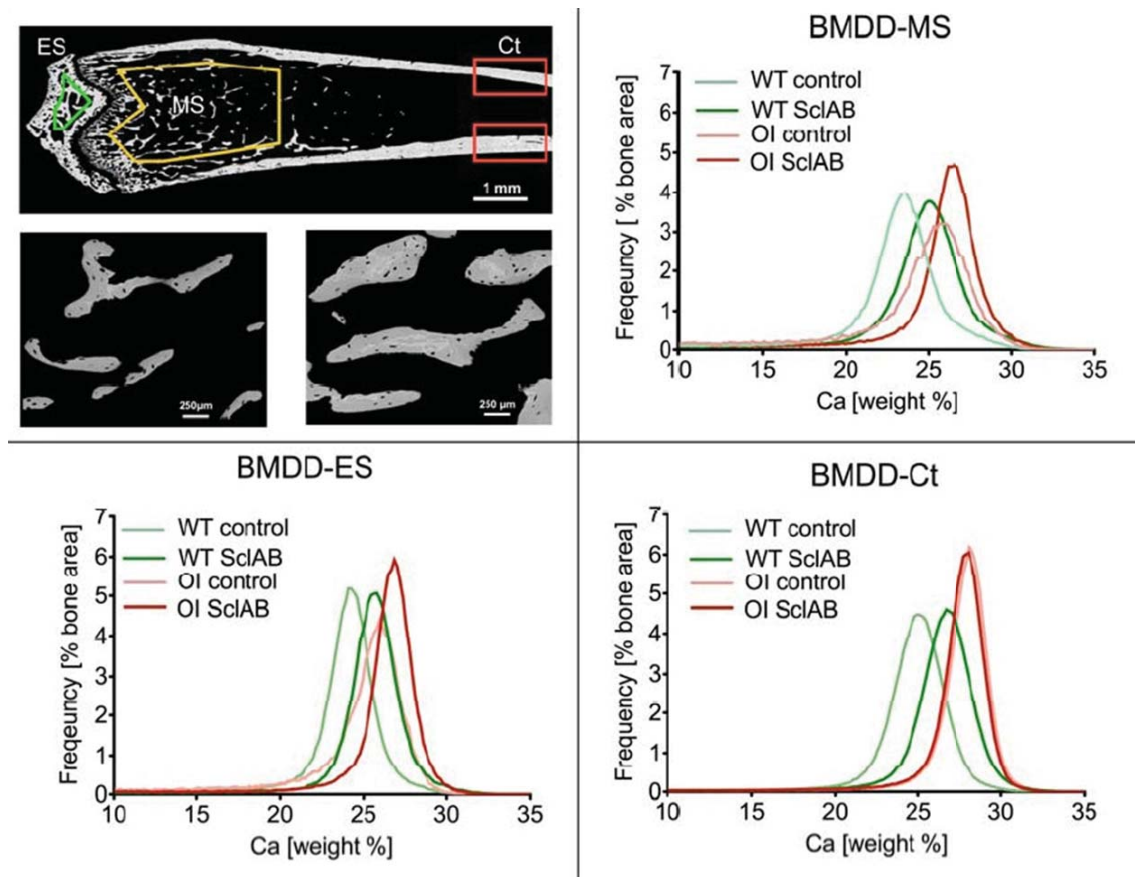 ES
Ct
MS
1 mm
250µm
250 µm
BMDD-MS
WT control
WT SclAB
OI control
OI SclAB
Freqeuncy [ % bone area]
7
6
5
4
3
2
1
0
10 15 20 25 30 35
Ca [weight %]
BMDD-ES
WT control
WT SclAB
OI control
OI SclAB
Freqeuncy [% bone area]
7
6
5
4
3
2
1
0
10 15 20 25 30 35
Ca [weight %]
BMDD-Ct
WT control
WT SclAB
OI control
OI SclAB
Frequency [% bone area]
7
6
5
4
3
2
1
0
10 15 20 25 30 35
Ca [weight %]